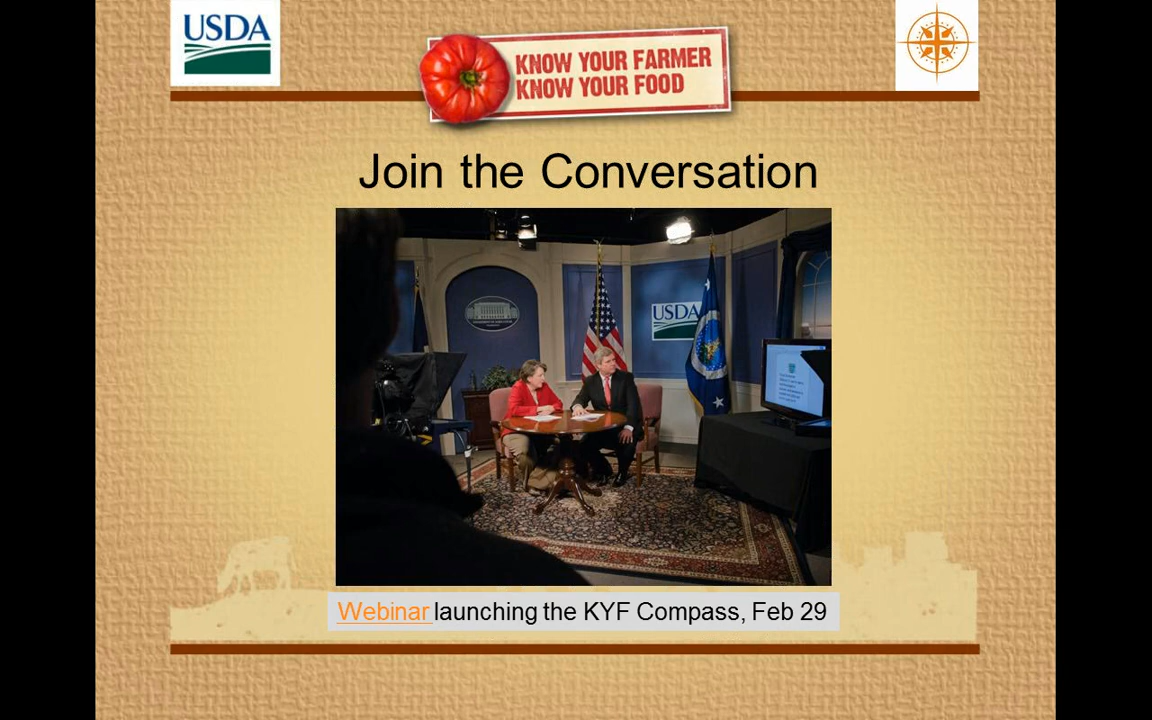 USDA
KNOW YOUR FARMER
KNOW YOUR FOOD
Join the Conversation
USDA
Webinar launching the KYF Compass, Feb 29